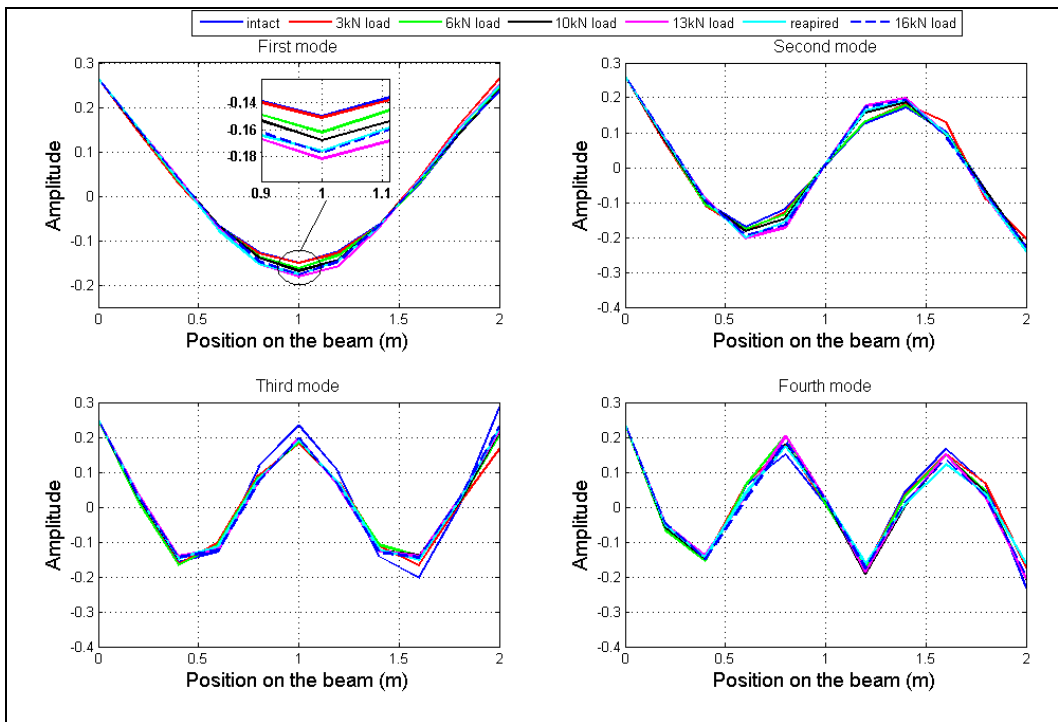 intact 3kN load 6kN load 10kN load 13kN load reapired 16kN load
First mode
0.3
0.2
0.1
0
-0.1
-0.2
Amplitude
-0.14
-0.16
-0.18
0.9 1 1.1
0 0.5 1 1.5 2
Position on the beam (m)
Second mode
0.3
0.2
0.1
0
-0.1
-0.2
-0.3
-0.4
Amplitude
0 0.5 1 1.5 2
Position on the beam (m)
Third mode
0.3
0.2
0.1
0
-0.1
-0.2
-0.3
-0.4
Amplitude
0 0.5 1 1.5 2
Position on the beam (m)
Fourth mode
0.3
0.2
0.1
0
-0.1
-0.2
-0.3
-0.4
Amplitude
0 0.5 1 1.5 2
Position on the beam (m)